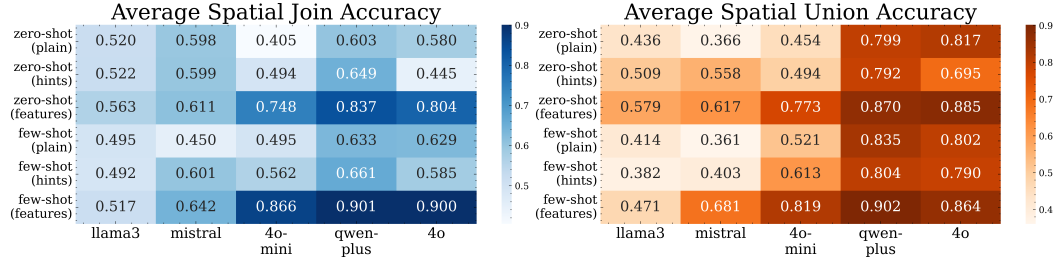 Average Spatial Join Accuracy
zero-shot
(plain)
0.520 0.598 0.405 0.603 0.580
zero-shot
(hints)
0.522 0.599 0.494 0.649 0.445
zero-shot
(features)
0.563 0.611 0.748 0.837 0.804
few-shot
(plain)
0.495 0.450 0.495 0.633 0.629
few-shot
(hints)
0.492 0.601 0.562 0.661 0.585
few-shot
(features)
0.517 0.642 0.866 0.901 0.900
llama3 mistral 4o-
mini qwen-
plus 4o
0.9
0.8
0.7
0.6
0.5
Average Spatial Union Accuracy
zero-shot
(plain)
0.436 0.366 0.454 0.799 0.817
zero-shot
(hints)
0.509 0.558 0.494 0.792 0.695
zero-shot
(features)
0.579 0.617 0.773 0.870 0.885
few-shot
(plain)
0.414 0.361 0.521 0.835 0.802
few-shot
(hints)
0.382 0.403 0.613 0.804 0.790
few-shot
(features)
0.471 0.681 0.819 0.902 0.864
llama3 mistral 4o-
mini qwen-
plus 4o
0.9
0.8
0.7
0.6
0.5
0.4